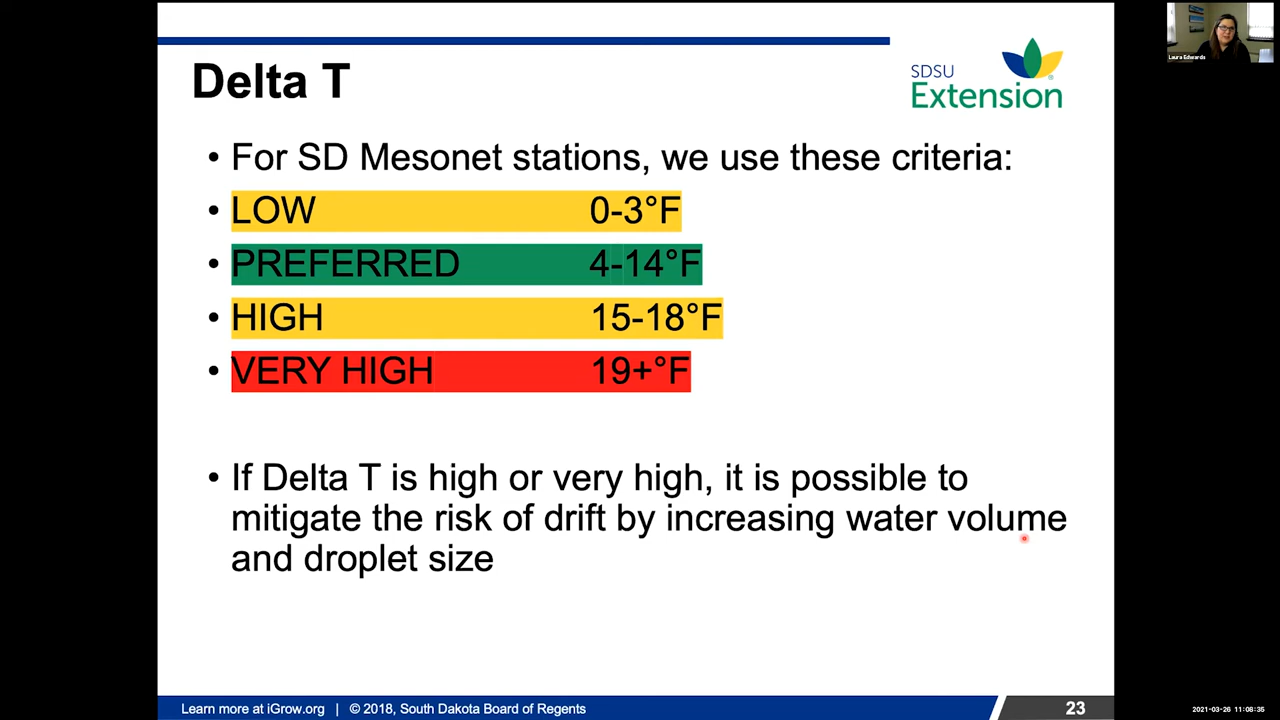 Delta T
SDSU
Extension
Laura Edwards
• For SD Mesonet stations, we use these criteria:
• LOW 0-3°F
• PREFERRED 4-14°F
• HIGH 15-18°F
• VERY HIGH 19+°F
• If Delta T is high or very high, it is possible to
mitigate the risk of drift by increasing water volume
and droplet size
Learn more at iGrow.org | © 2018, South Dakota Board of Regents
23
2021-03-26 11:08:35